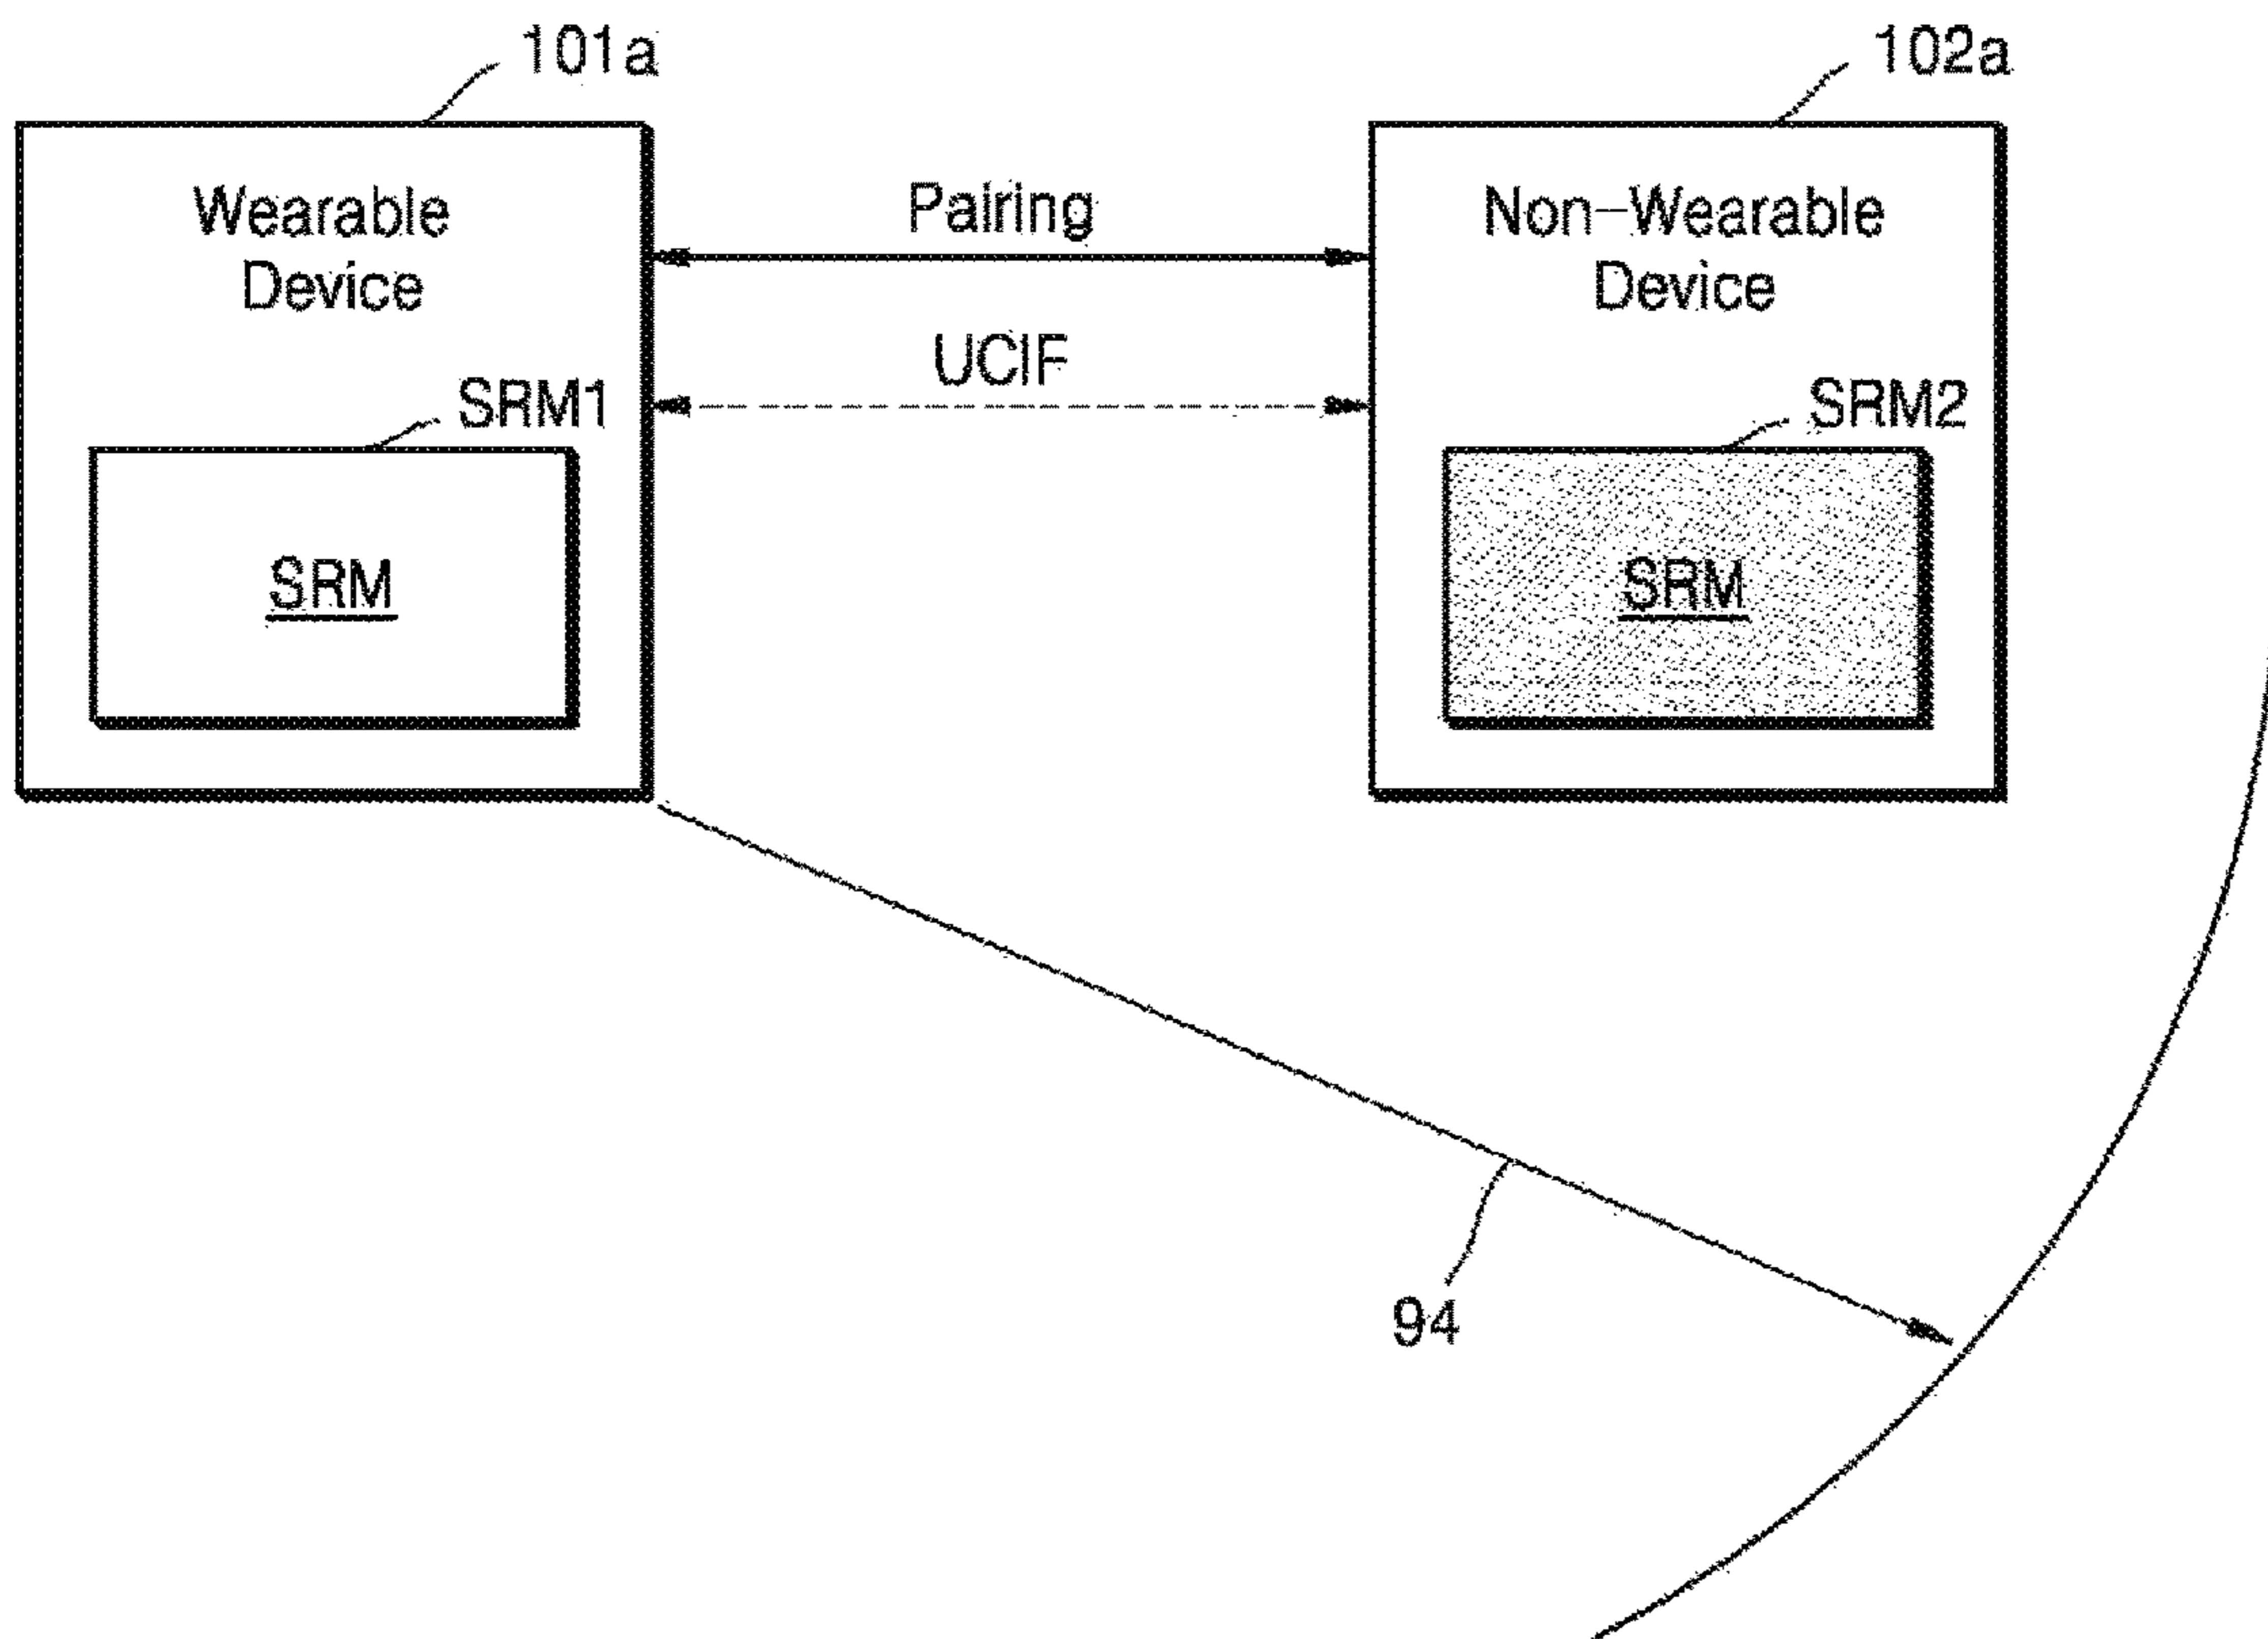 101a
102a
Wearable
Device
Pairing
Non-Wearable
Device
UCIF
SRM1
SRM2
SRM
SRM
94